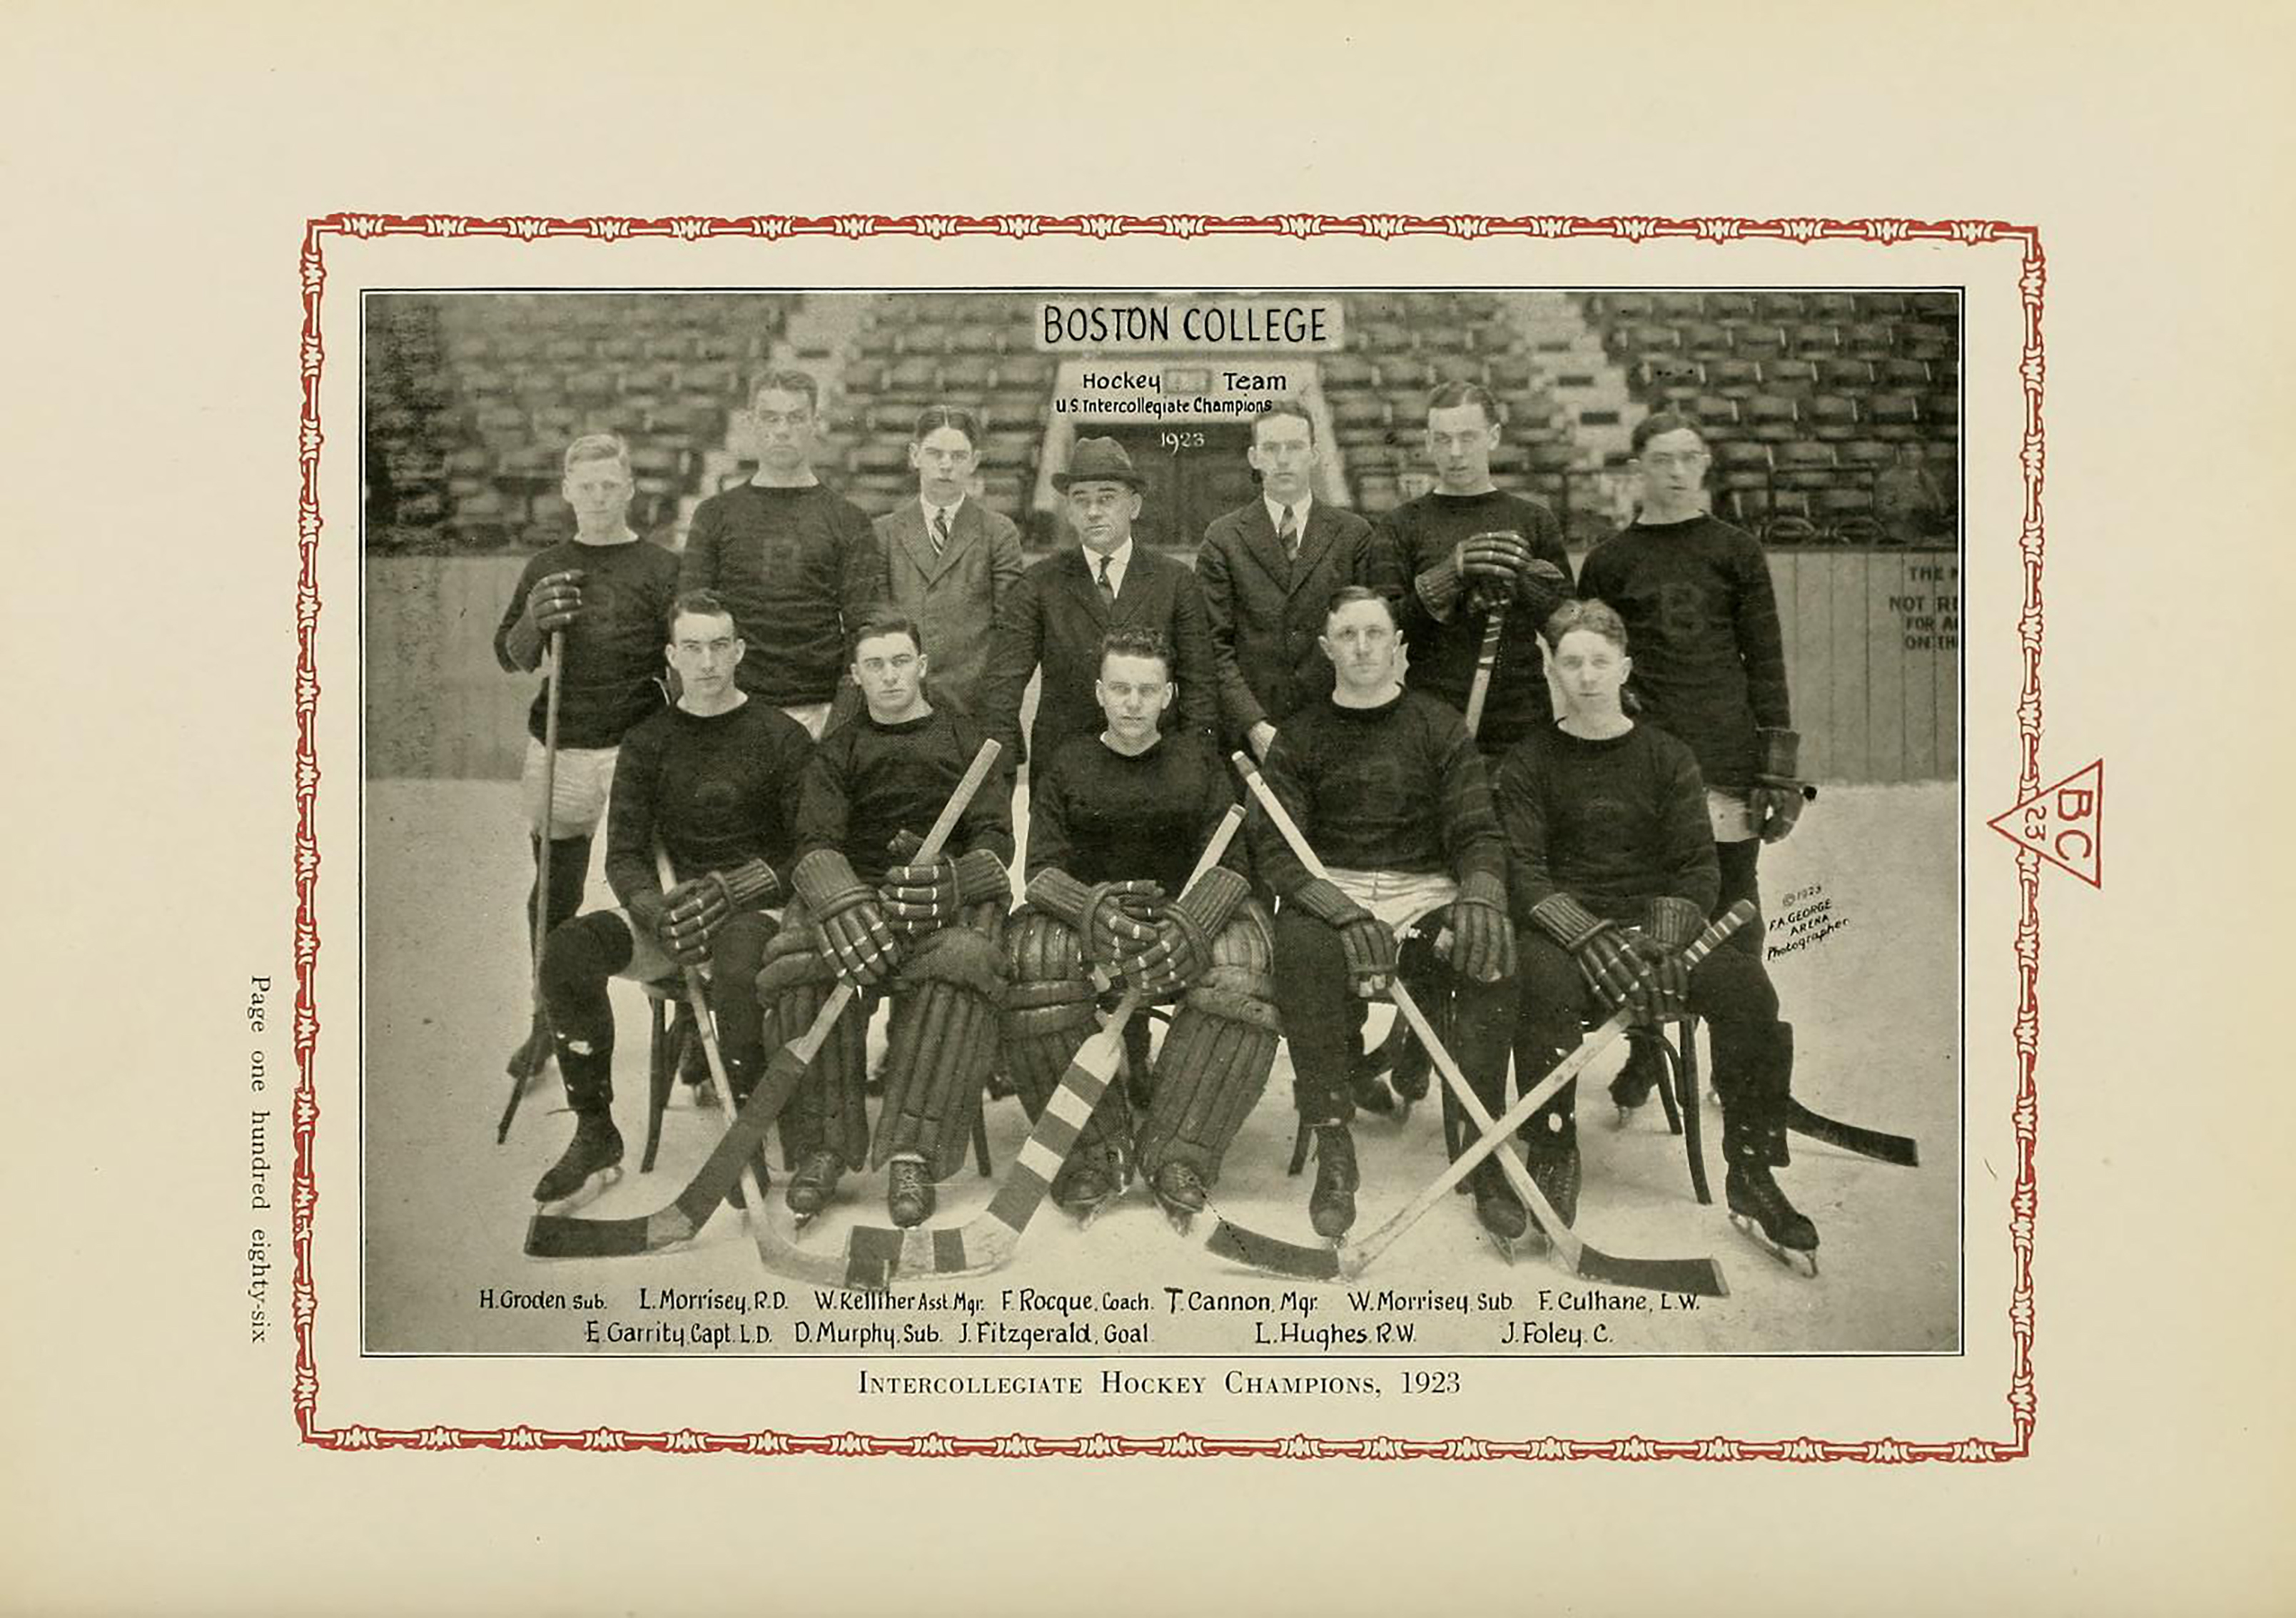 BOSTON COLLEGE
Hockey Team
U.S. Intercollegiate Champions
1923
THE
NOT
FOR
ON
BC
23
©1923
F.A. GEORGE
ARENA
Photographer
H. Groden Sub. L. Morrisey, R.D. W. Kelliher Asst. Mgr. F. Rocque, Coach. T. Cannon, Mgr. W. Morrisey, Sub. F. Culhane, L.W.
E. Garrity, Capt. L.D. D. Murphy, Sub. J. Fitzgerald, Goal. L. Hughes. R.W. J. Foley. C.
INTERCOLLEGIATE HOCKEY CHAMPIONS, 1923
Page one hundred eighty-six